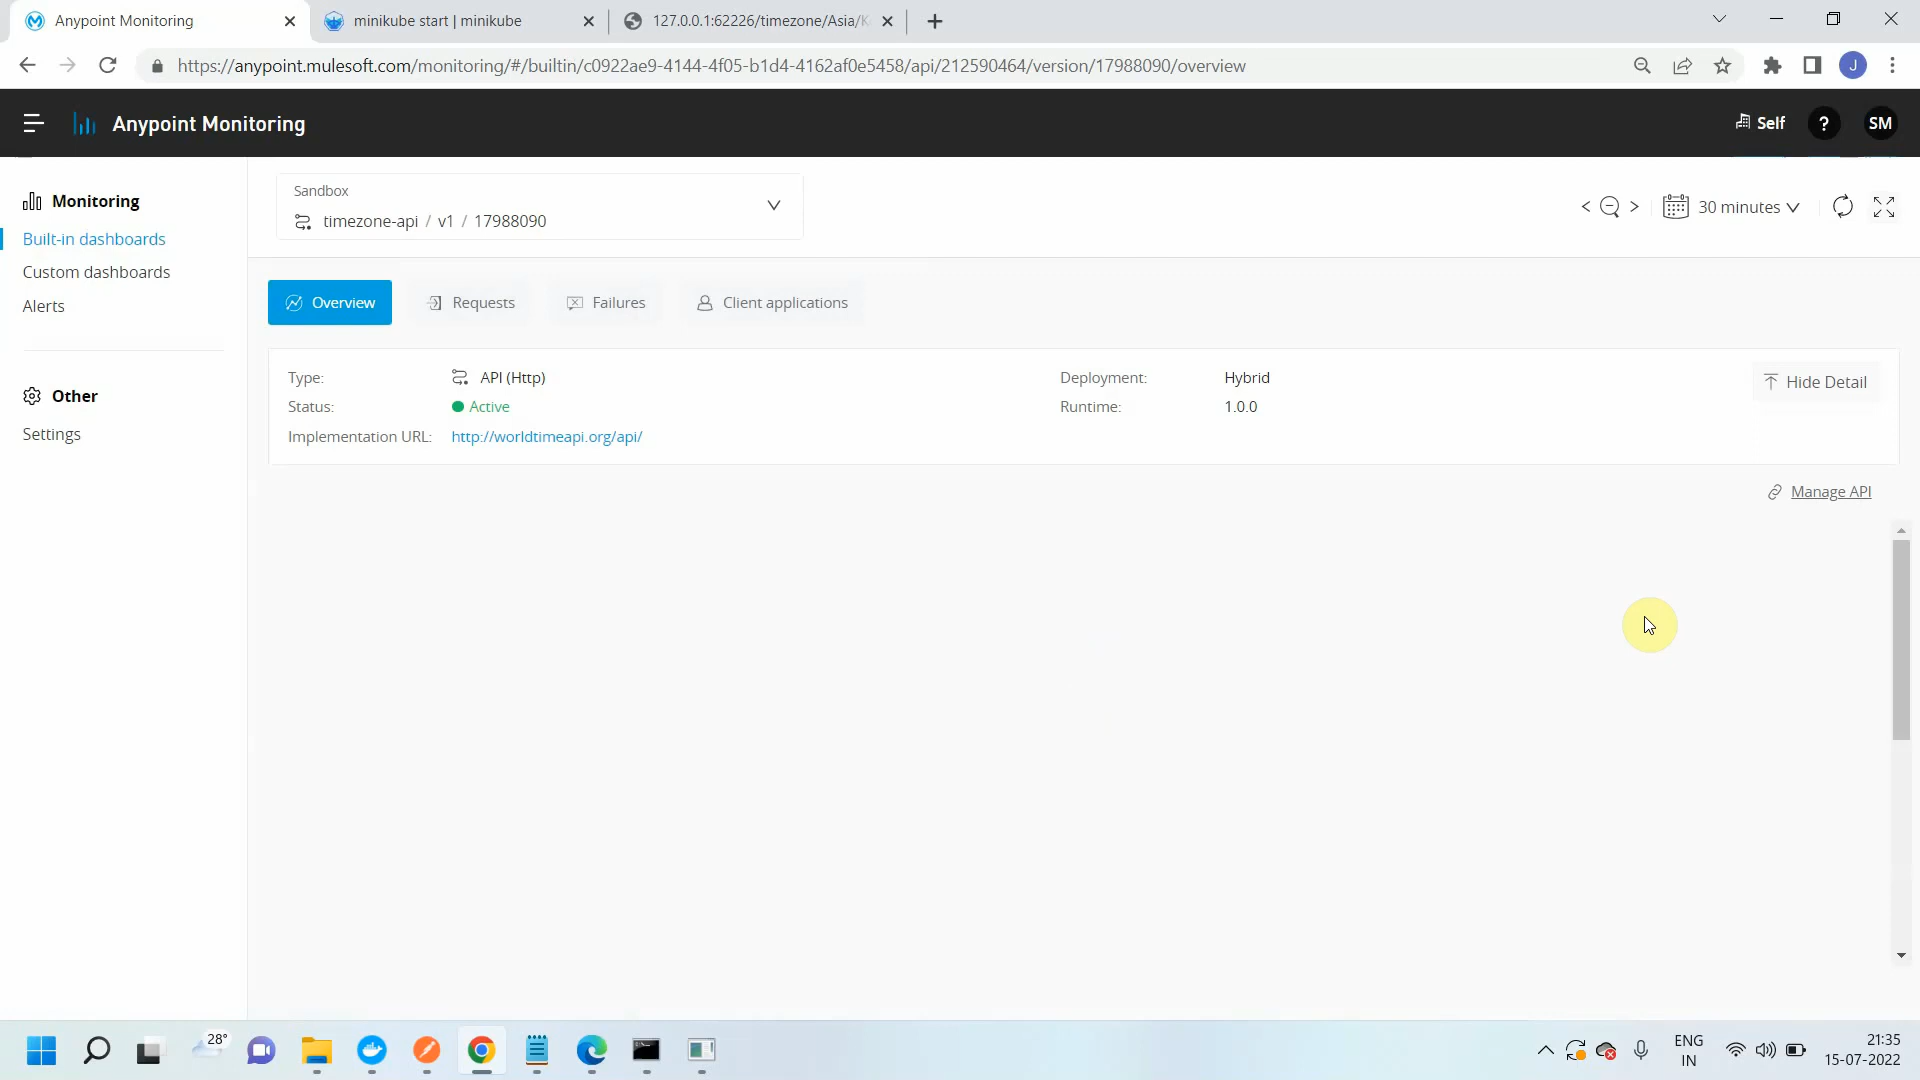 Anypoint Monitoring
minikube start | minikube
127.0.0.1:62226/timezone/Asia/K
https://anypoint.mulesoft.com/monitoring/#/builtin/c0922ae9-4144-4f05-b1d4-4162af0e5458/api/212590464/version/17988090/overview
J
Anypoint Monitoring
Self
?
SM
Monitoring
Built-in dashboards
Custom dashboards
Alerts
Other
Settings
Sandbox
timezone-api / v1 / 17988090
30 minutes
Overview
Requests
Failures
Client applications
Type: API (Http)
Status: Active
Implementation URL: http://worldtimeapi.org/api/
Deployment: Hybrid
Runtime: 1.0.0
Hide Detail
Manage API
28°
ENG
IN
21:35
15-07-2022